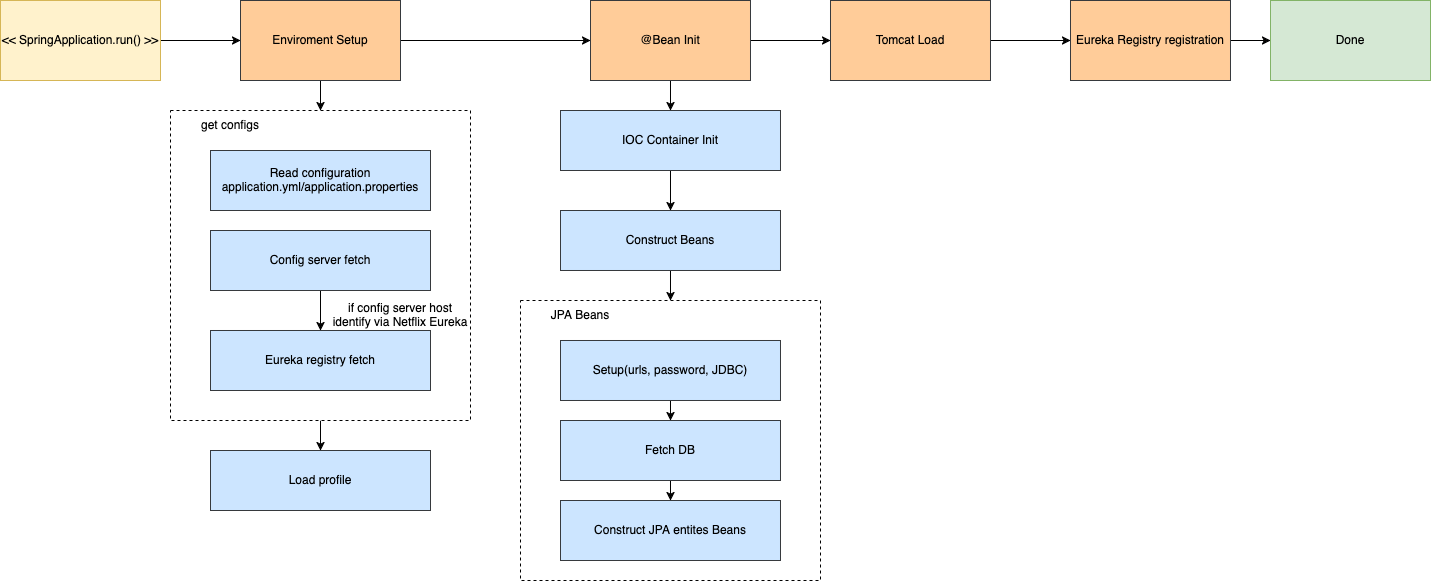 << SpringApplication.run() >>
Enviroment Setup
@Bean Init
Tomcat Load
Eureka Registry registration
Done
get configs
Read configuration
application.yml/application.properties
Config server fetch
if config server host
identify via Netflix Eureka
Eureka registry fetch
Load profile
IOC Container Init
Construct Beans
JPA Beans
Setup(urls, password, JDBC)
Fetch DB
Construct JPA entites Beans